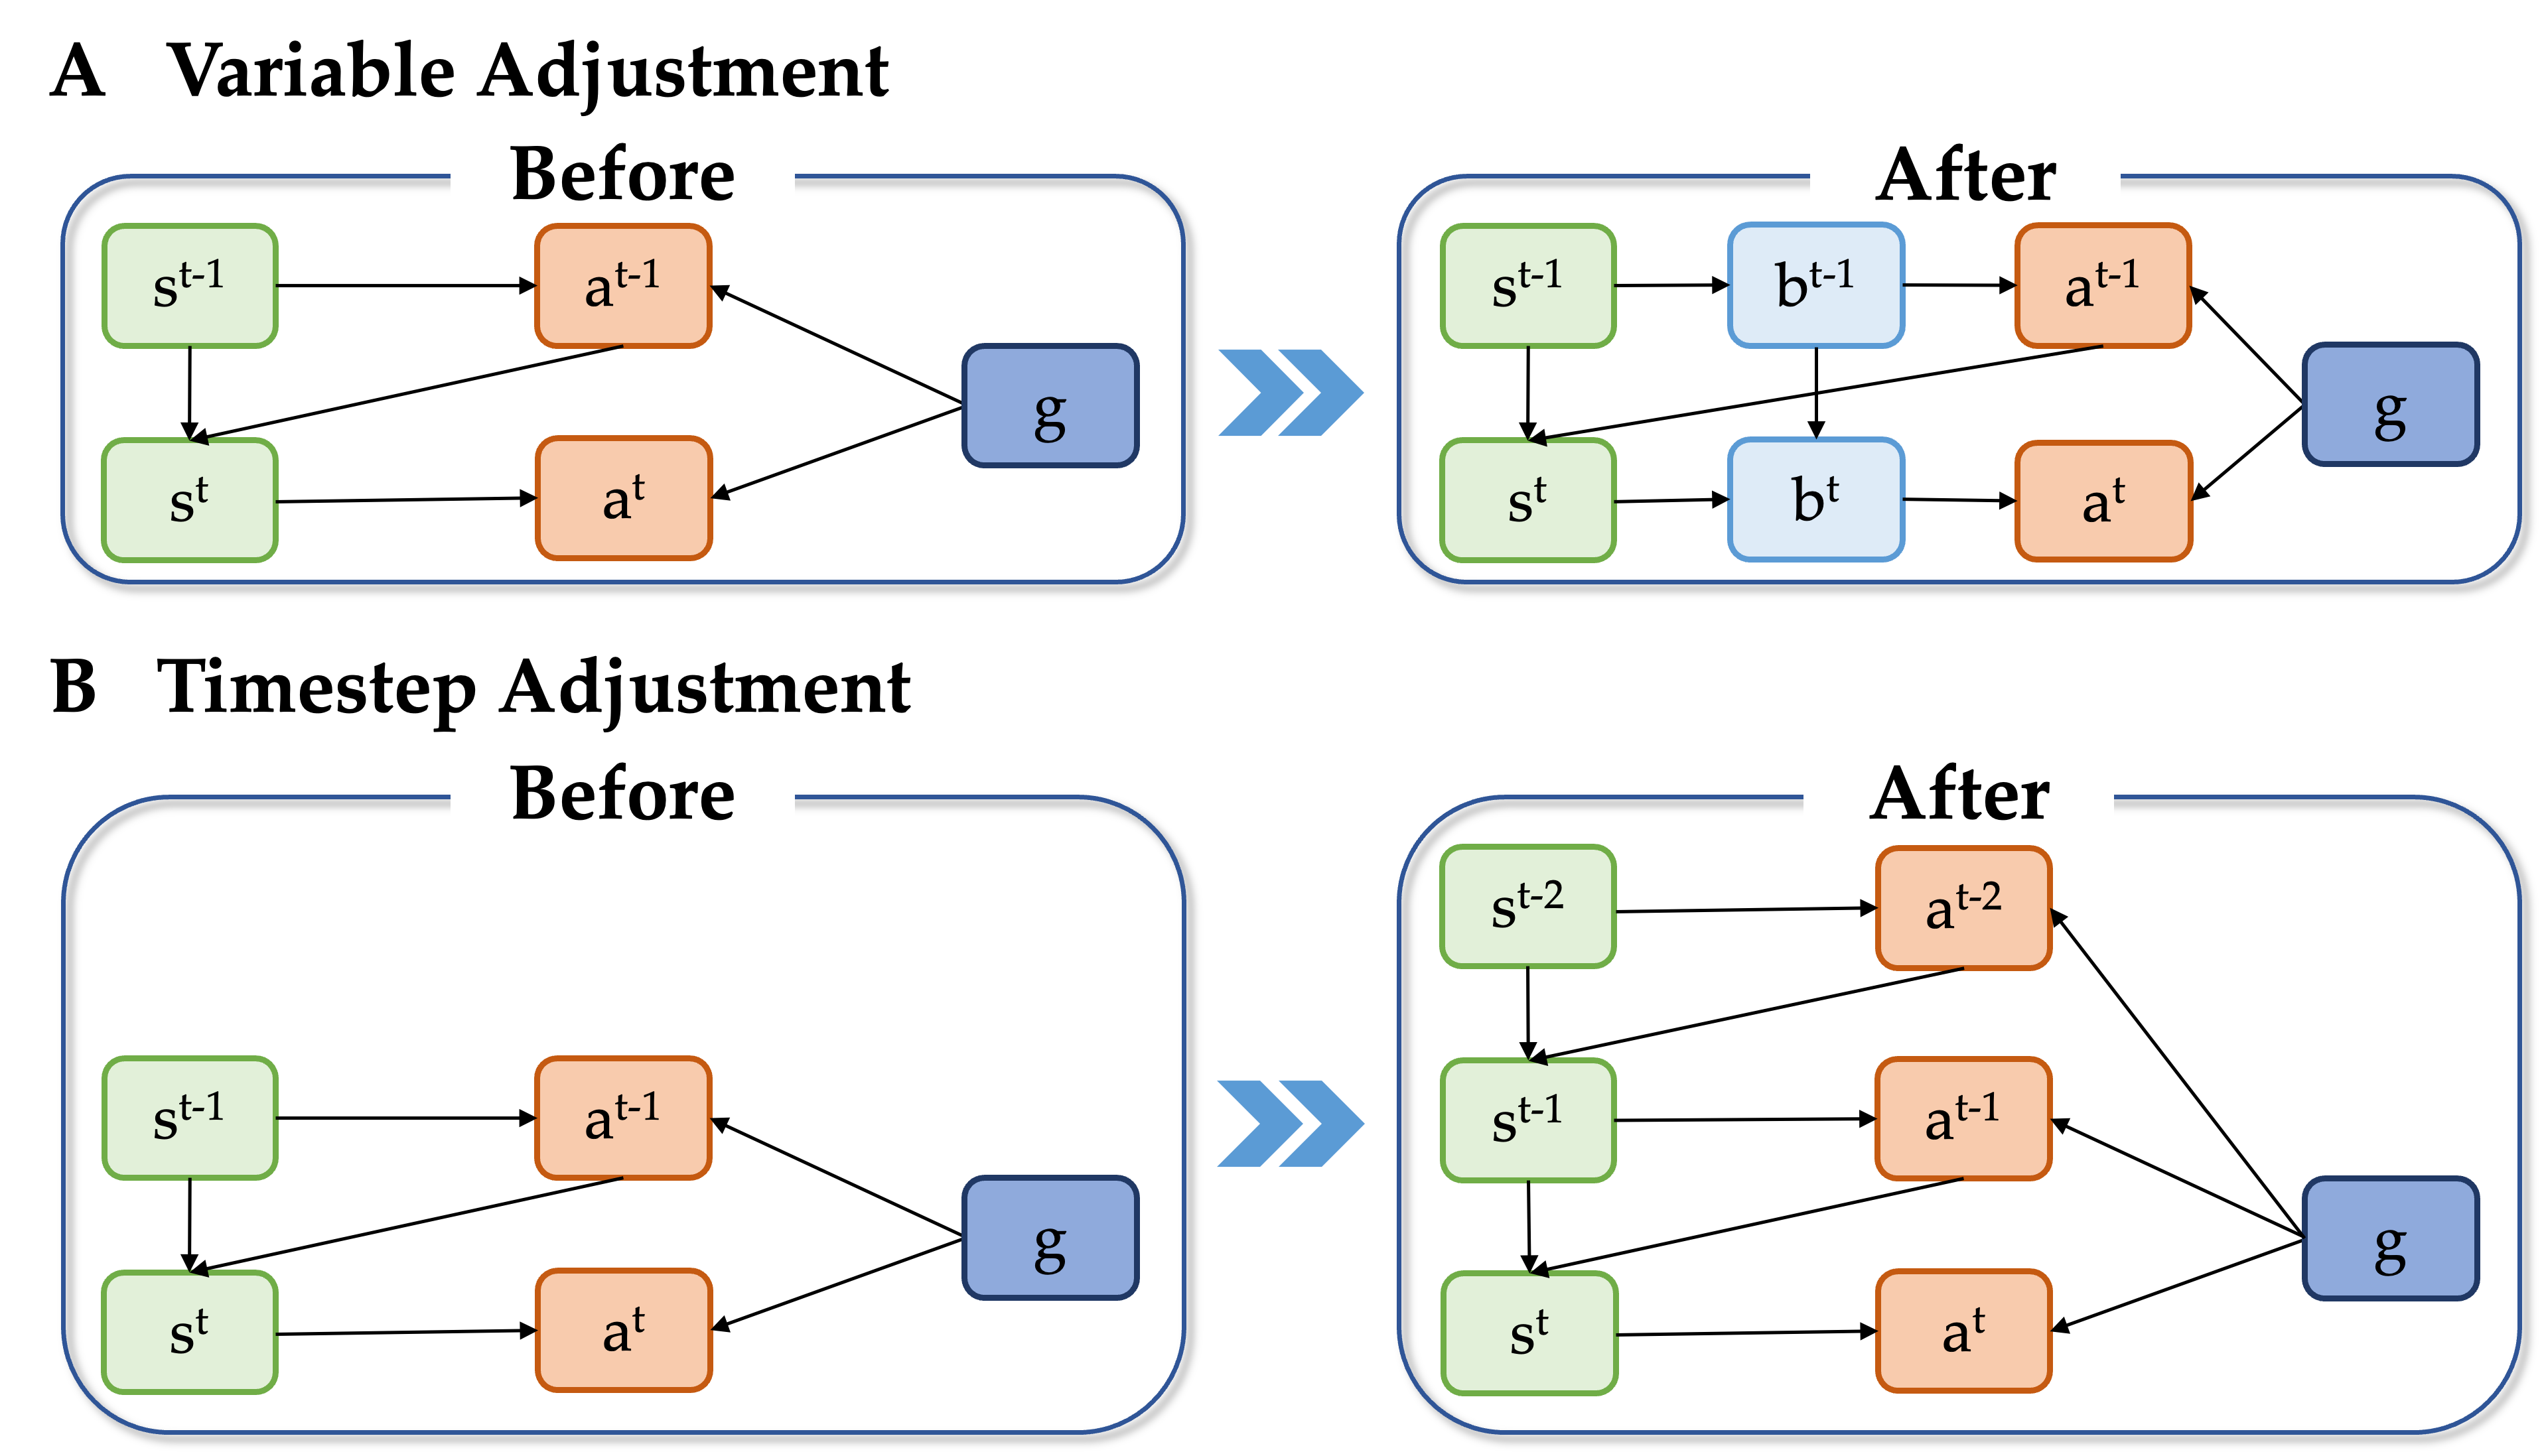 A Variable Adjustment
Before
After
s^t-1
a^t-1
g
s^t
a^t
s^t-1
b^t-1
a^t-1
g
s^t
b^t
a^t
B Timestep Adjustment
Before
After
s^t-1
a^t-1
g
s^t
a^t
s^t-2
a^t-2
s^t-1
a^t-1
g
s^t
a^t